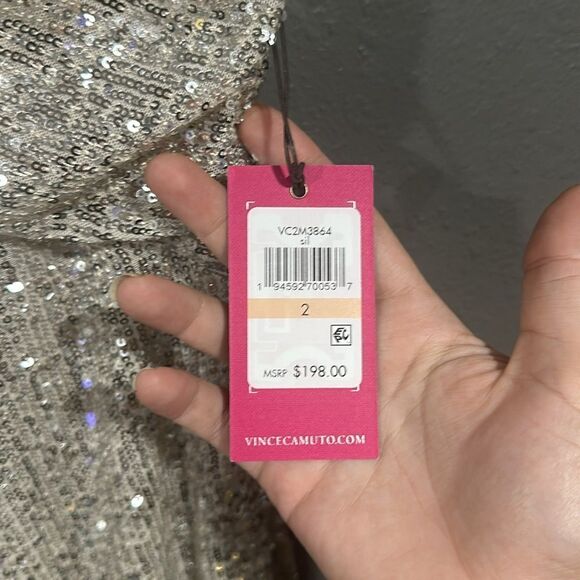 VC2M3864
sil
1 94592 70053 7
2
MSRP $198.00
VINCECAMUTO.COM